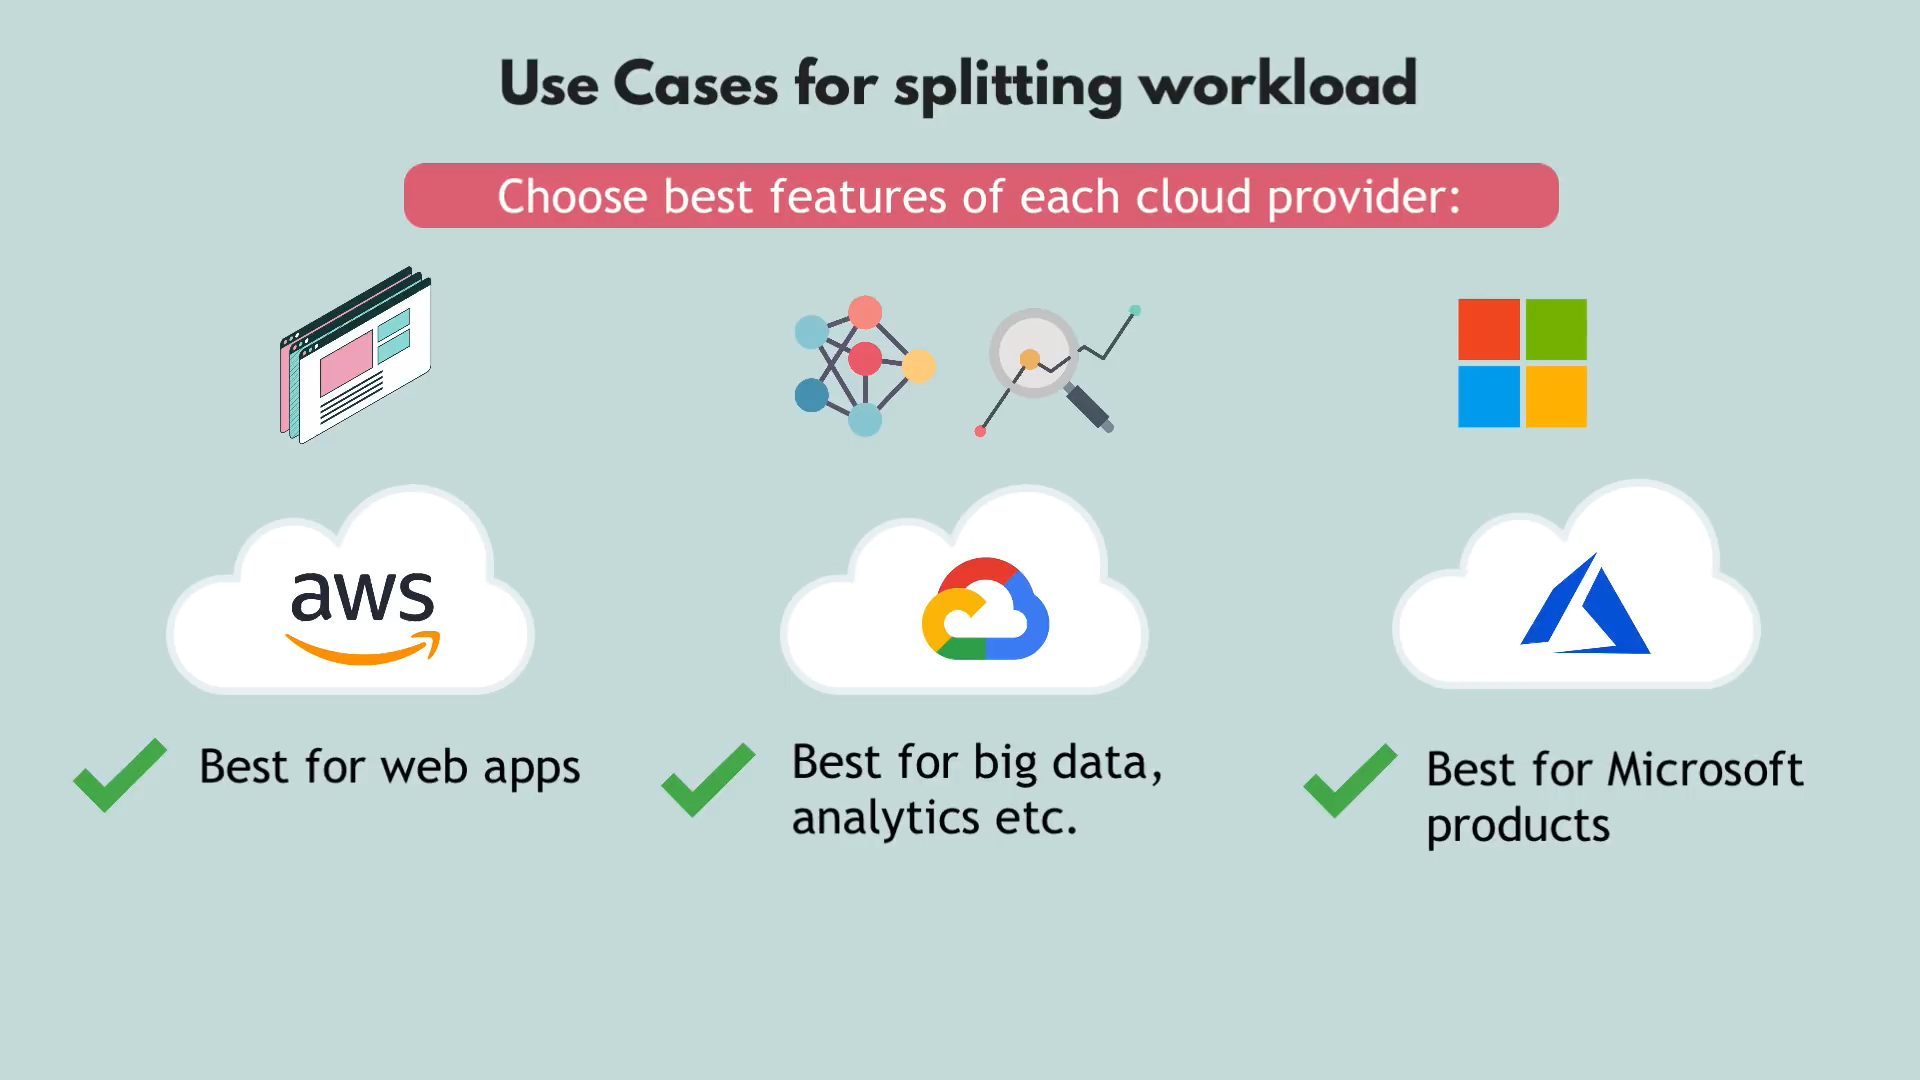 Use Cases for splitting workload
Choose best features of each cloud provider:
aws
Best for web apps
Best for big data,
analytics etc.
Best for Microsoft
products